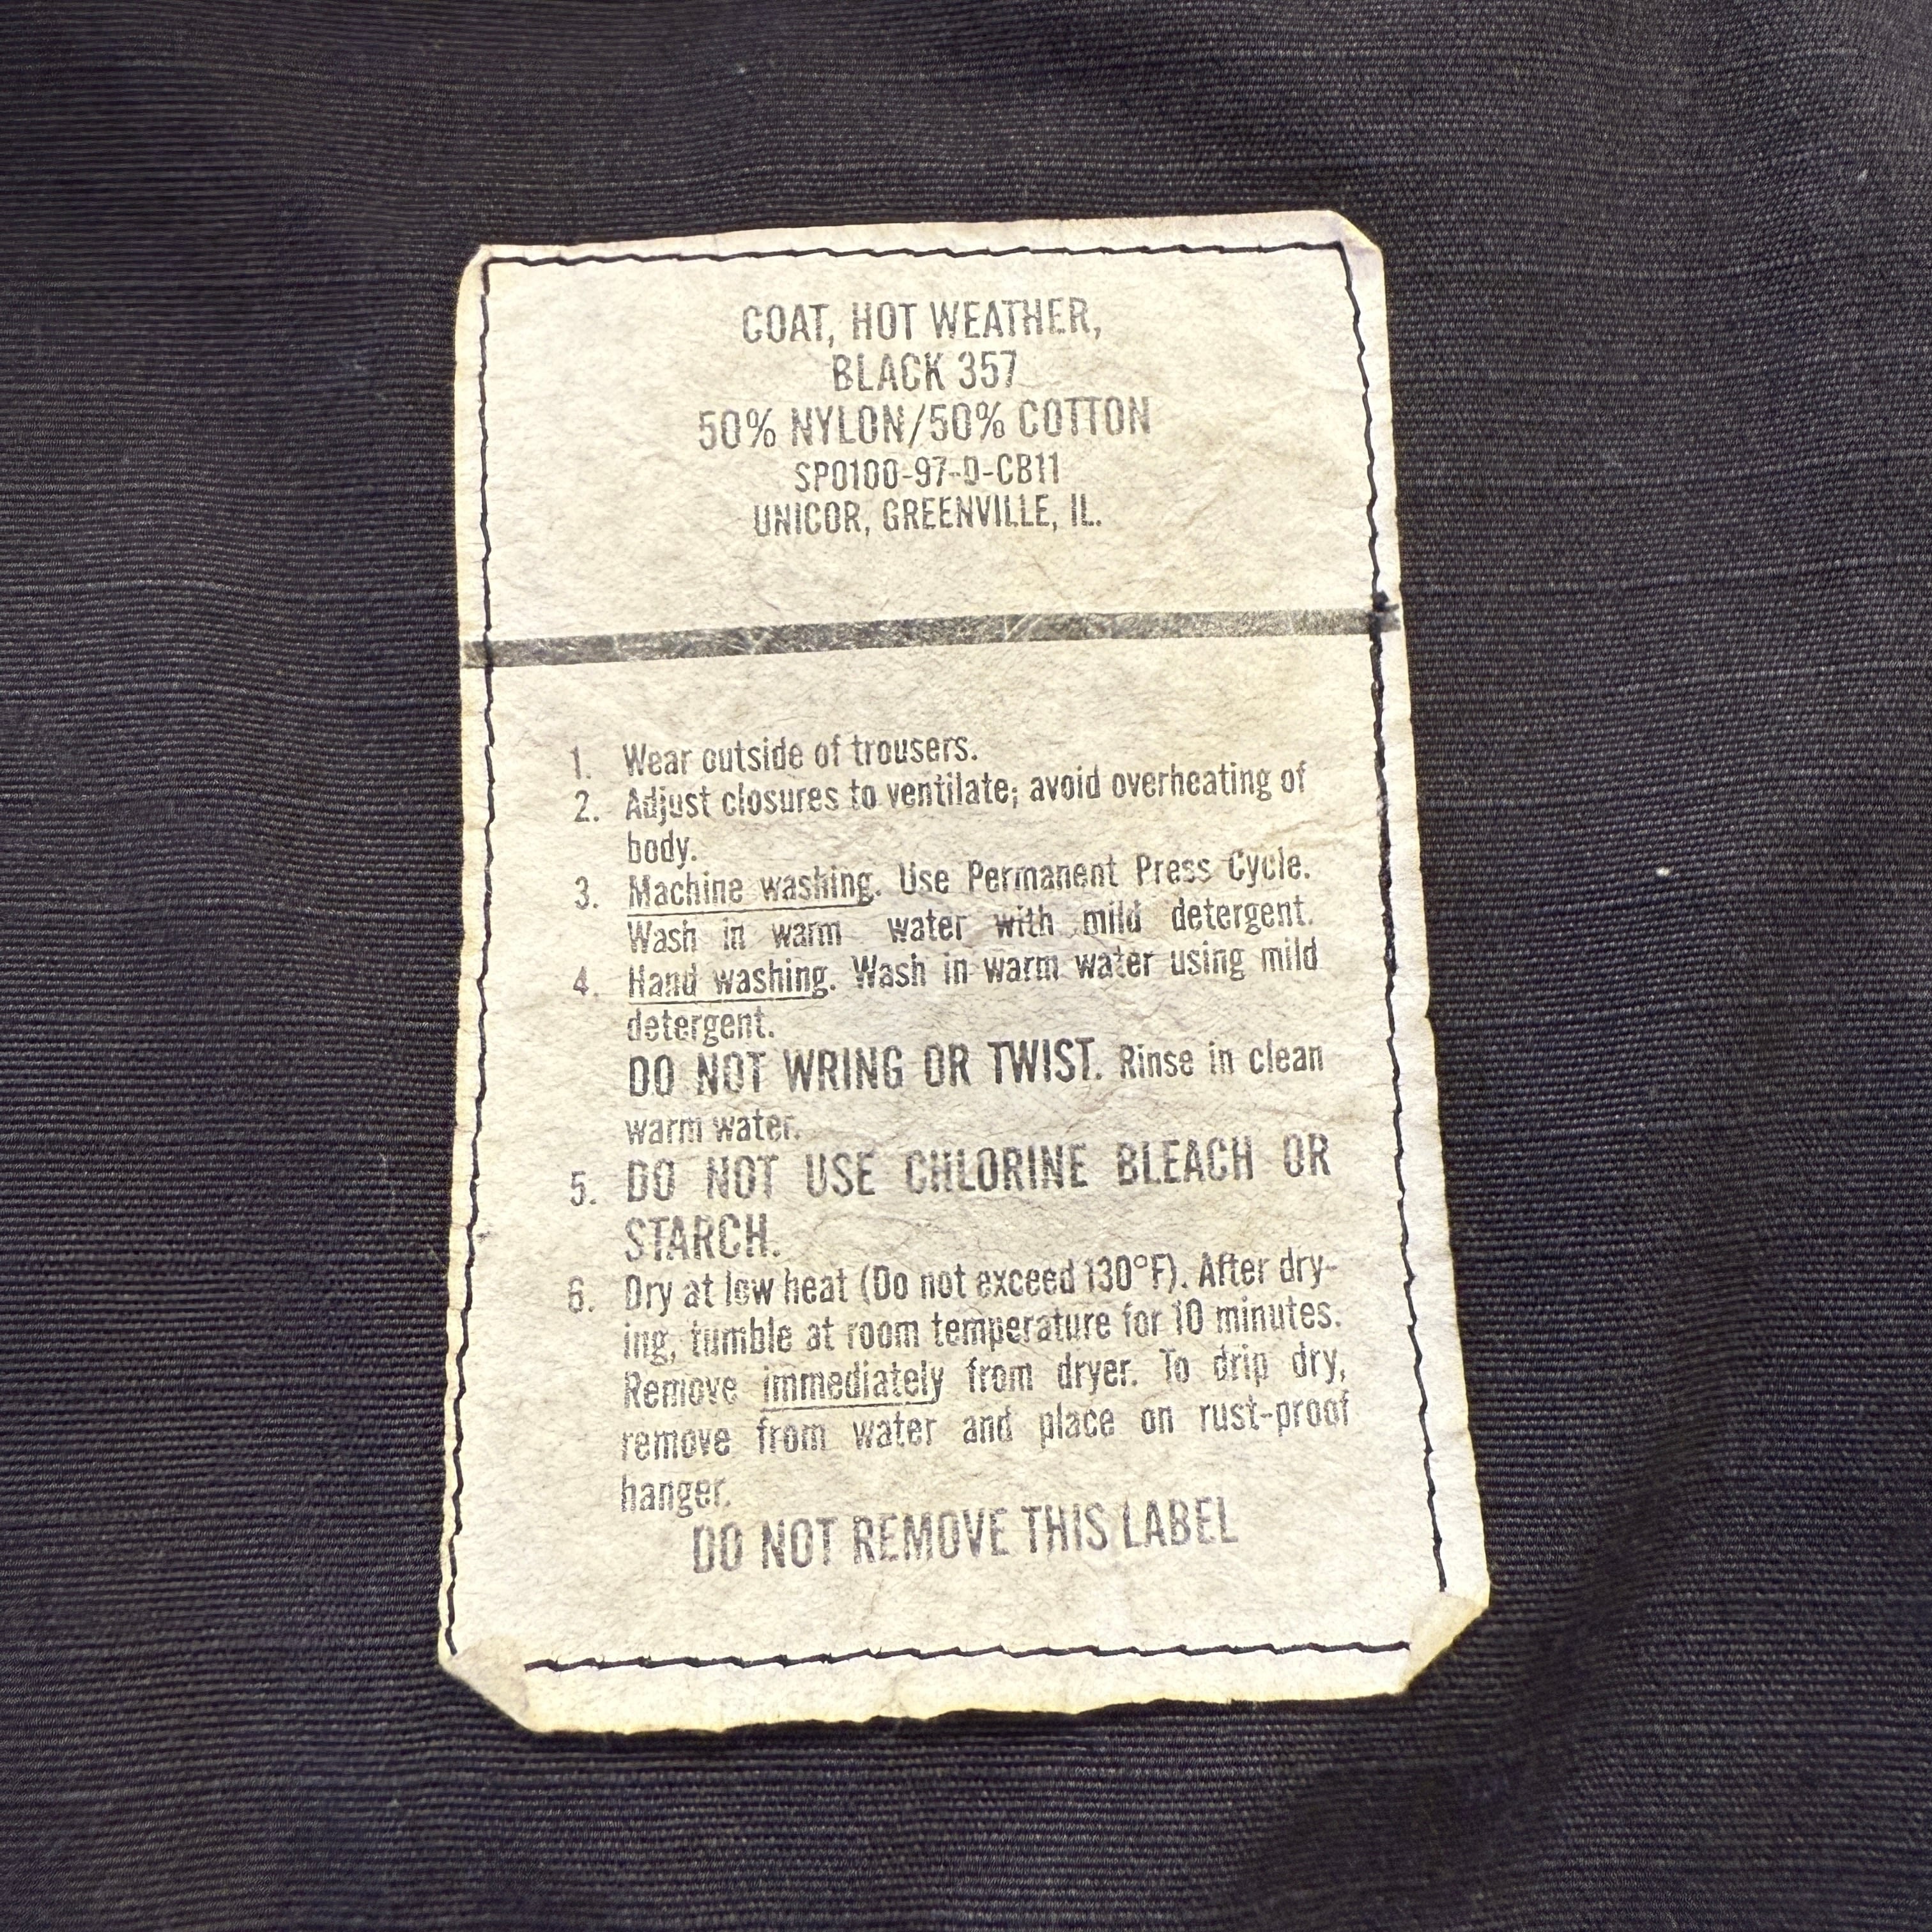 COAT, HOT WEATHER,
BLACK 357
50% NYLON/50% COTTON
SP0100-97-D-CB11
UNICOR, GREENVILLE, IL.
1. Wear outside of trousers.
2. Adjust closures to ventilate; avoid overheating of
body.
3. Machine washing. Use Permanent Press Cycle.
Wash in warm water with mild detergent.
4. Hand washing. Wash in warm water using mild
detergent.
DO NOT WRING OR TWIST. Rinse in clean
warm water.
5. DO NOT USE CHLORINE BLEACH OR
STARCH.
6. Dry at low heat (Do not exceed 130°F). After dry-
ing, tumble at room temperature for 10 minutes.
Remove immediately from dryer. To drip dry,
remove from water and place on rust-proof
hanger.
DO NOT REMOVE THIS LABEL